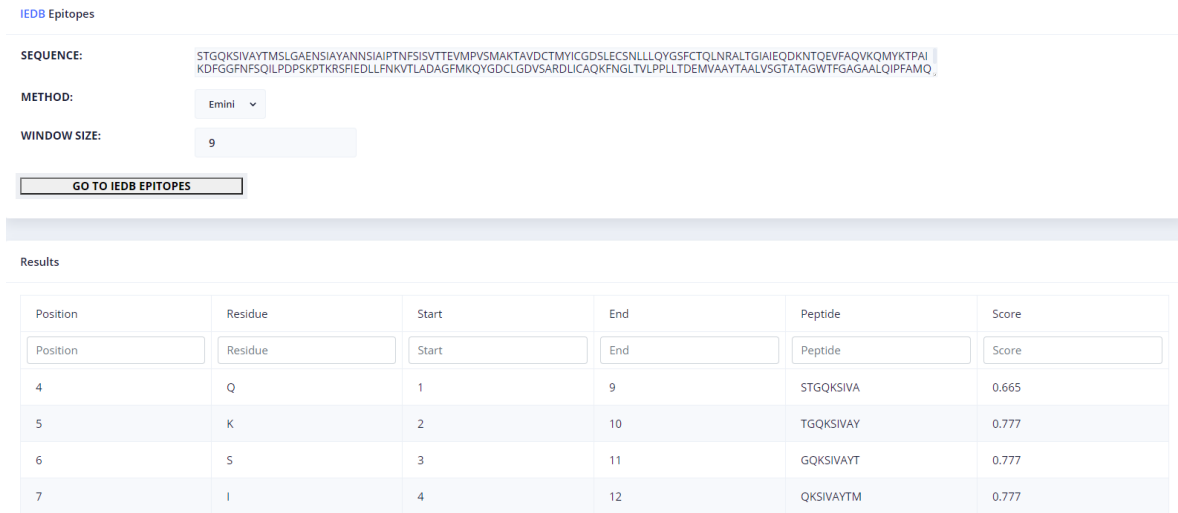 IEDB Epitopes
SEQUENCE:
STGQKSIVAYTMSLGAENSIAYANNSIAIPTNFSISVTTEVMPVSMAKTAVDCTMYICGDSLECSNLLLQYGSFCTQLNRALTGIAIEQDKNTQEVFAQVKQMYKTPAI
KDFGGFNFSQILPDPSKPTKRSFIEDLLFNKVTLADAGFMKQYGDCLGDVSARDLICAQKFNGLTVLPPLLTDEMVAAYTAALVSGTATAGWTFGAGAALQIPFAMQ
METHOD:
Emini
WINDOW SIZE:
9
GO TO IEDB EPITOPES
Results
Position Residue Start End Peptide Score
Position Residue Start End Peptide Score
4 Q 1 9 STGQKSIVA 0.665
5 K 2 10 TGQKSIVAY 0.777
6 S 3 11 GQKSIVAYT 0.777
7 I 4 12 QKSIVAYTM 0.777